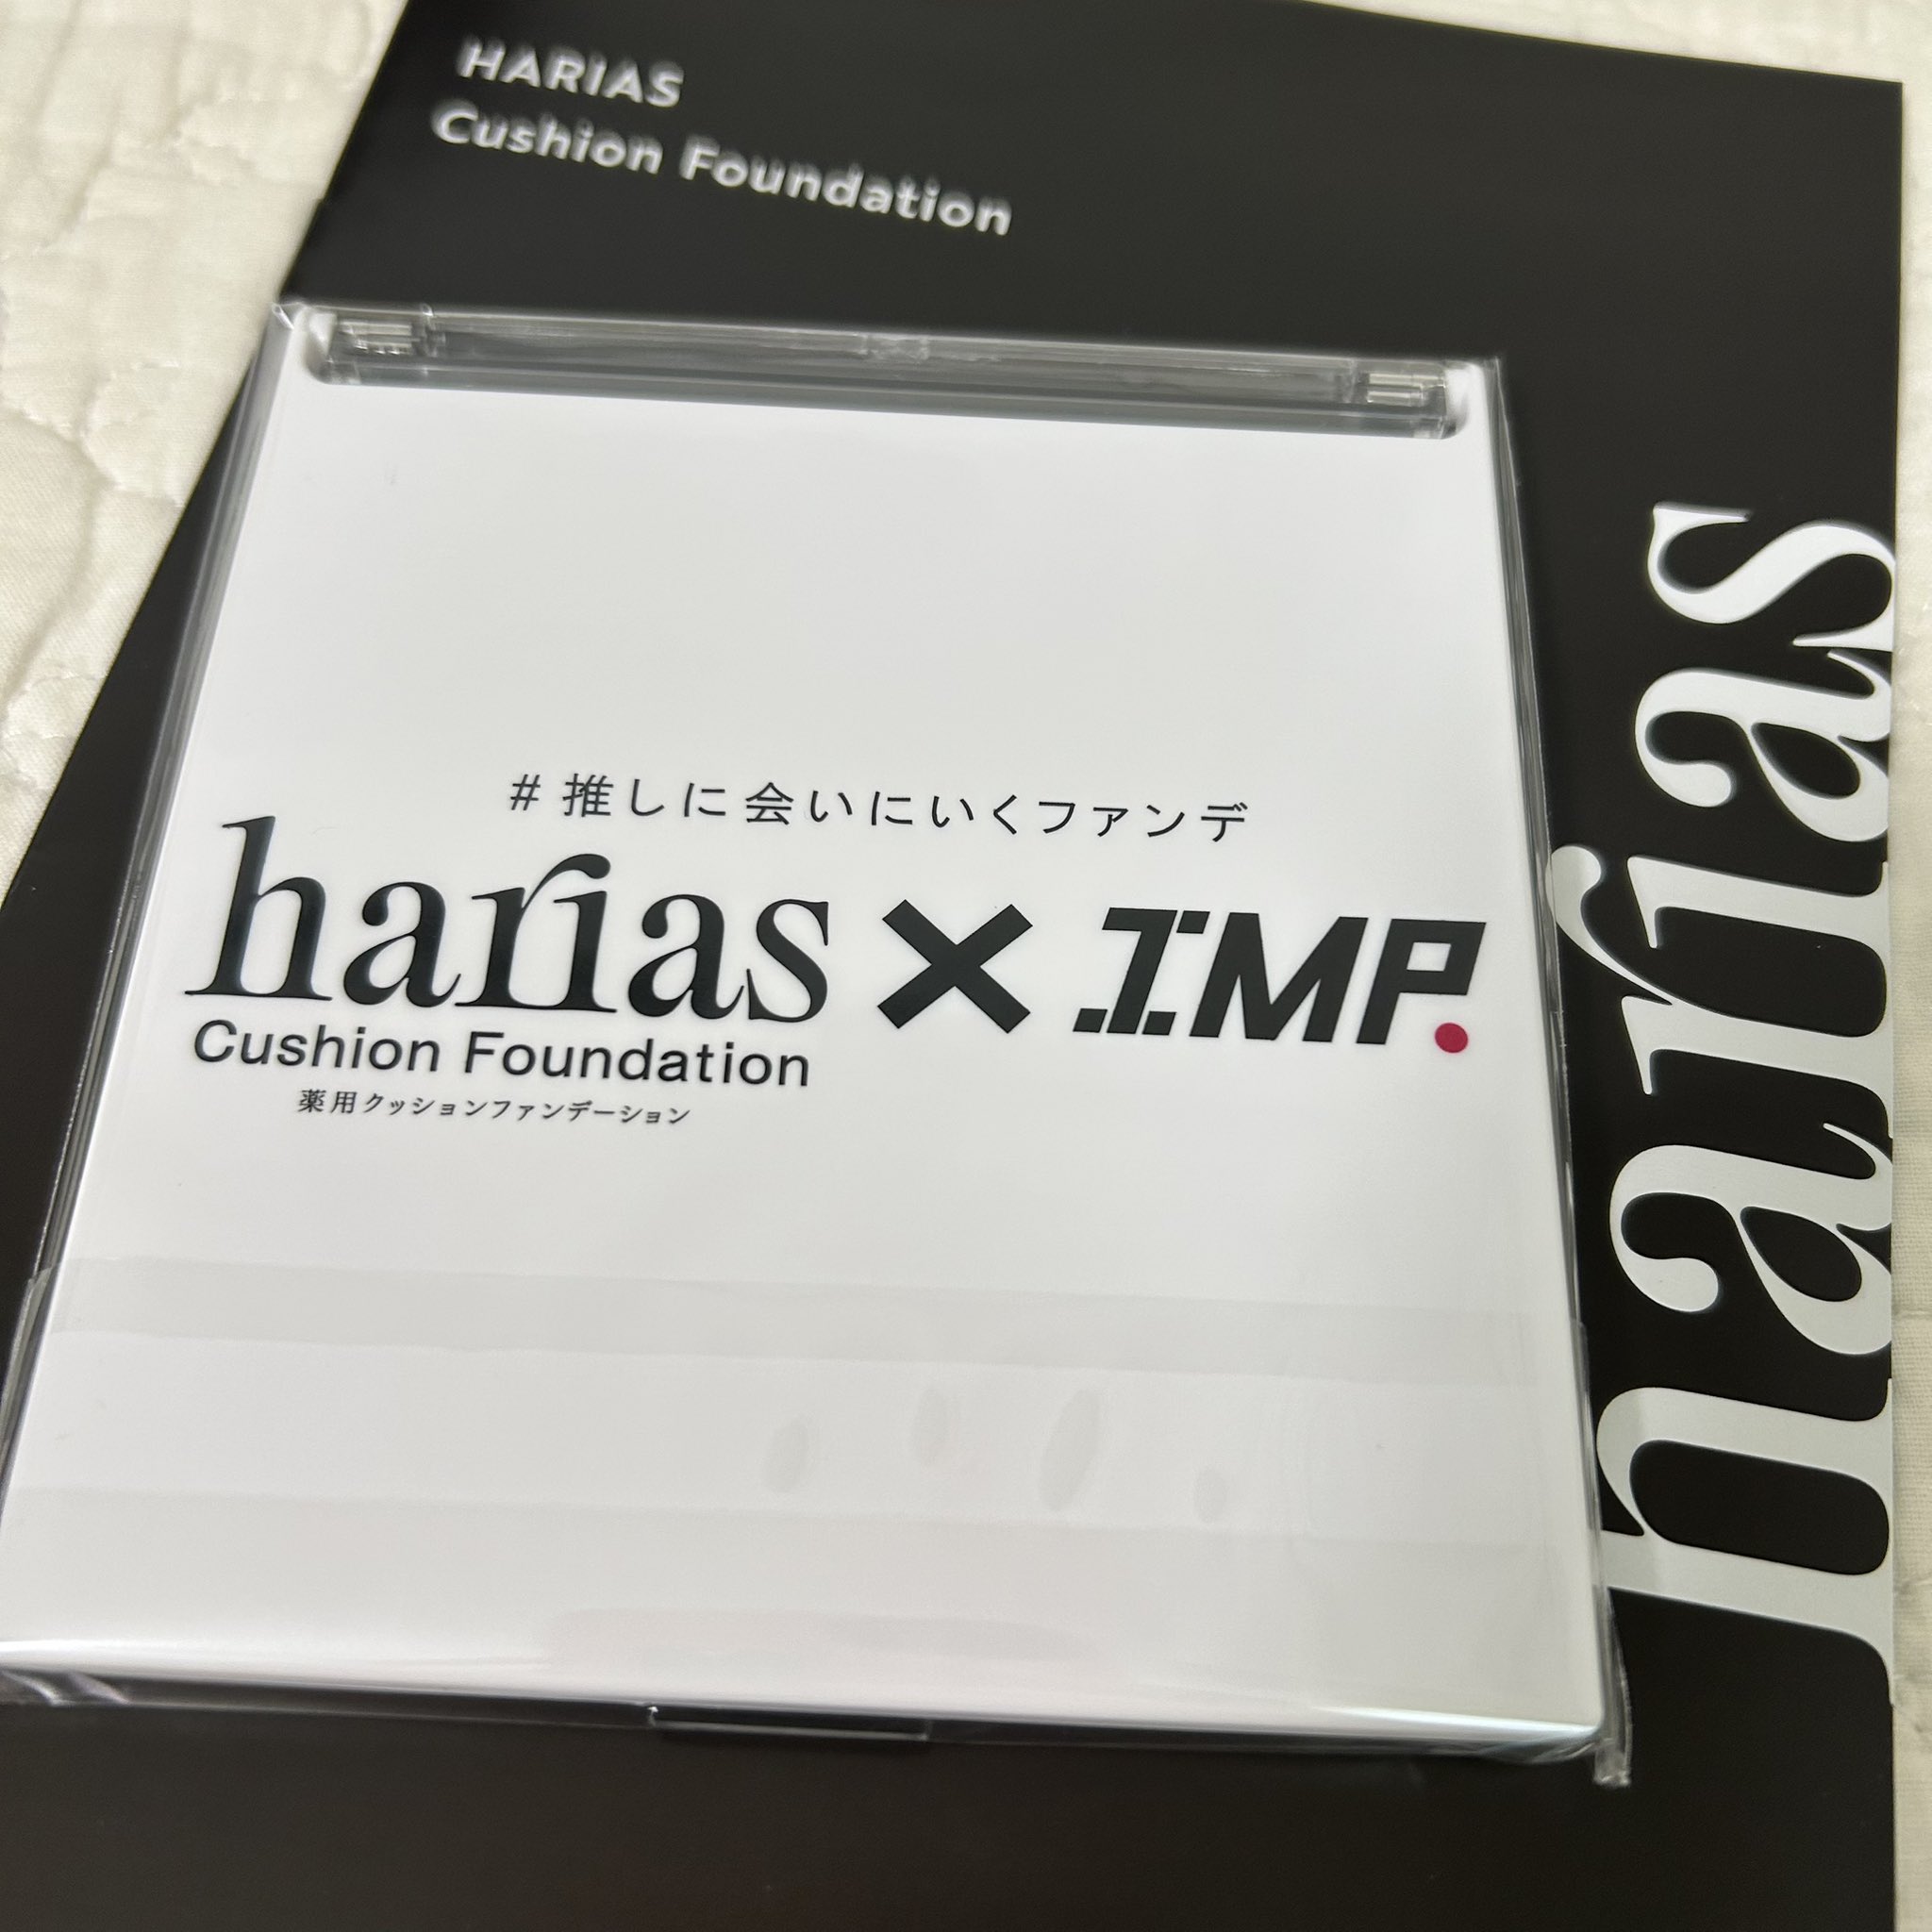 HARIAS
Cushion Foundation
#推しに会いにいくファンデ
harias × IMP.
Cushion Foundation
薬用クッションファンデーション
harias